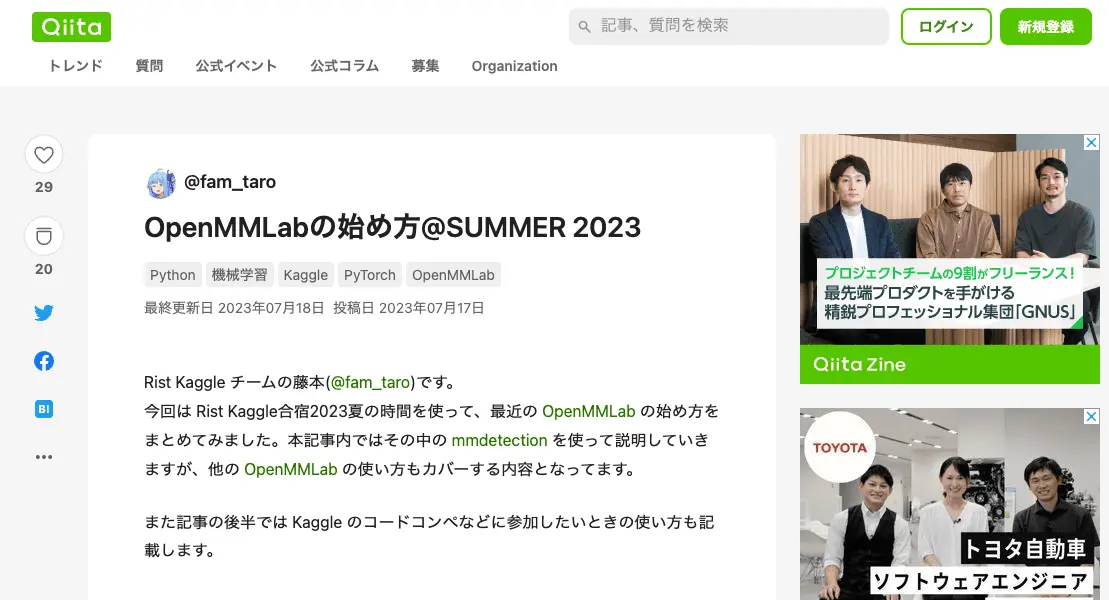 Qiita
記事、質問を検索
ログイン
新規登録
トレンド 質問 公式イベント 公式コラム 募集 Organization
29
20
B!
@fam_taro
OpenMMLabの始め方@SUMMER 2023
Python 機械学習 Kaggle PyTorch OpenMMLab
最終更新日 2023年07月18日 投稿日 2023年07月17日
Rist Kaggle チームの藤本(@fam_taro)です。
今回は Rist Kaggle合宿2023夏の時間を使って、最近の OpenMMLab の始め方を
まとめてみました。本記事内ではその中の mmdetection を使って説明していき
ますが、他の OpenMMLab の使い方もカバーする内容となってます。
また記事の後半では Kaggle のコードコンペなどに参加したいときの使い方も記
載します。
プロジェクトチームの9割がフリーランス!
最先端プロダクトを手がける
精鋭プロフェッショナル集団「GNUS」
Qiita Zine
TOYOTA
トヨタ自動車
ソフトウェアエンジニア